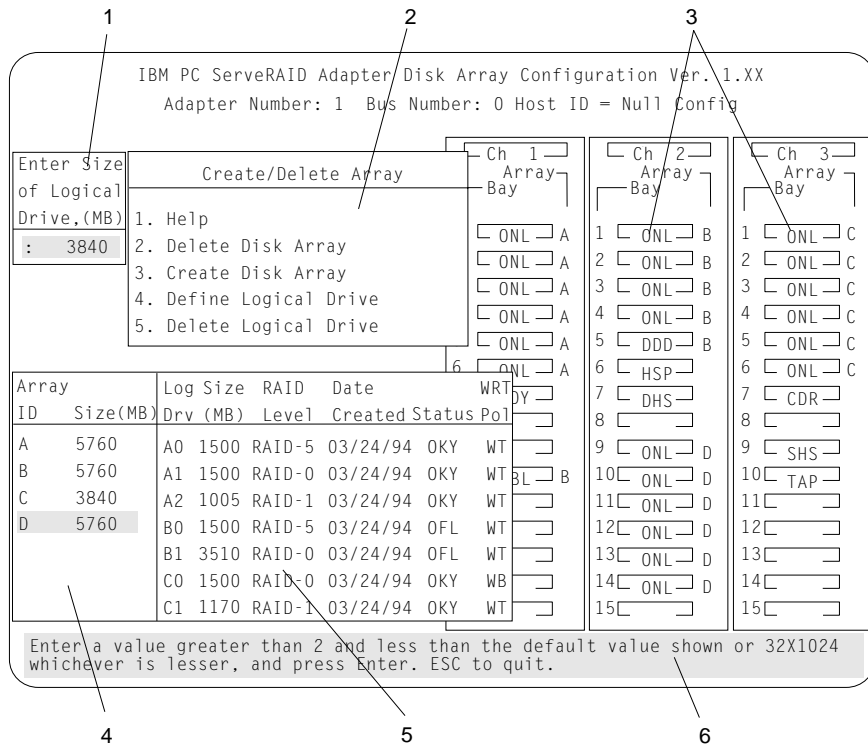 1 2 3
IBM PC ServeRAID Adapter Disk Array Configuration Ver. 1.XX
Adapter Number: 1 Bus Number: 0 Host ID = Null Config
Enter Size
of Logical
Drive,(MB)
: 3840
Create/Delete Array
1. Help
2. Delete Disk Array
3. Create Disk Array
4. Define Logical Drive
5. Delete Logical Drive
Ch 1
Array
Bay
ONL A
ONL A
ONL A
ONL A
ONL A
6 ONL A
DY
BL B
Ch 2
Array
Bay
1 ONL B
2 ONL B
3 ONL B
4 ONL B
5 DDD B
6 HSP
7 DHS
8
9 ONL D
10 ONL D
11 ONL D
12 ONL D
13 ONL D
14 ONL D
15
Ch 3
Array
Bay
1 ONL C
2 ONL C
3 ONL C
4 ONL C
5 ONL C
6 ONL C
7 CDR
8
9 SHS
10 TAP
11
12
13
14
15
Array
ID Size(MB)
A 5760
B 5760
C 3840
D 5760
Log Size RAID Date WRT
Drv (MB) Level Created Status Pol
A0 1500 RAID-5 03/24/94 OKY WT
A1 1500 RAID-0 03/24/94 OKY WT
A2 1005 RAID-1 03/24/94 OKY WT
B0 1500 RAID-5 03/24/94 OFL WT
B1 3510 RAID-0 03/24/94 OFL WT
C0 1500 RAID-0 03/24/94 OKY WB
C1 1170 RAID-1 03/24/94 OKY WT
Enter a value greater than 2 and less than the default value shown or 32X1024
whichever is lesser, and press Enter. ESC to quit.
4 5 6